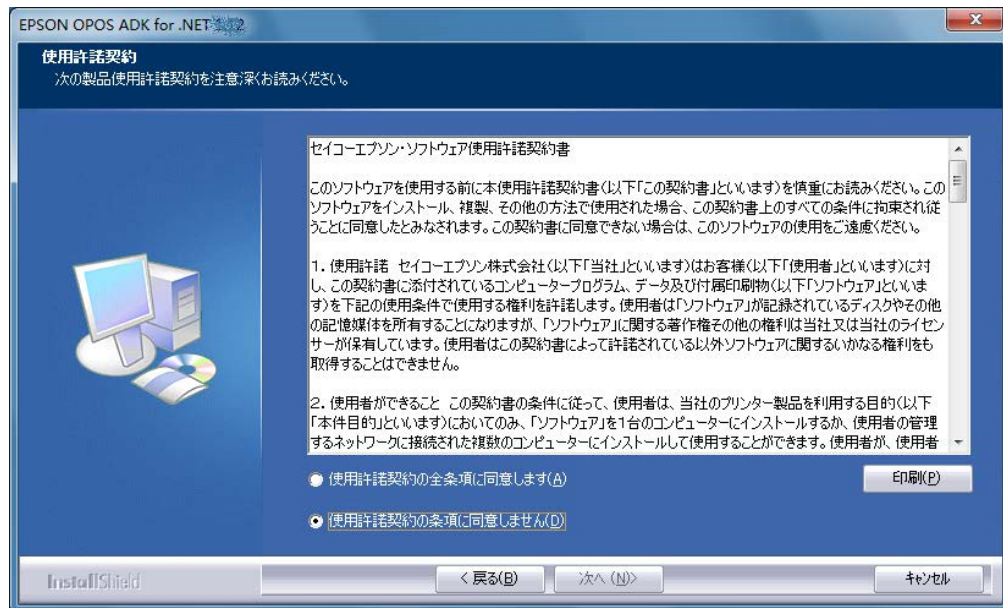 EPSON OPOS ADK for .NET
使用許諾契約
次の製品使用許諾契約を注意深くお読みください。
セイコーエプソン・ソフトウェア使用許諾契約書
このソフトウェアを使用する前に本使用許諾契約書(以下「この契約書」といいます)を慎重にお読みください。この
ソフトウェアをインストール、複製、その他の方法で使用された場合、この契約書上のすべての条件に拘束され従
うことに同意したとみなされます。この契約書に同意できない場合は、このソフトウェアの使用をご遠慮ください。
1. 使用許諾 セイコーエプソン株式会社(以下「当社」といいます)はお客様(以下「使用者」といいます)に対
し、この契約書に添付されているコンピュータープログラム、データ及び付属印刷物(以下「ソフトウェア」といいま
す)を下記の使用条件で使用する権利を許諾します。使用者は「ソフトウェア」が記録されているディスクやその他
の記憶媒体を所有することになりますが、「ソフトウェア」に関する著作権その他の権利は当社又は当社のライセン
サーが保有しています。使用者はこの契約書によって許諾されている以外ソフトウェアに関するいかなる権利をも
取得することはできません。
2. 使用者ができること この契約書の条件に従って、使用者は、当社のプリンター製品を利用する目的(以下
「本件目的」といいます)においてのみ、「ソフトウェア」を1台のコンピューターにインストールするか、使用者の管理
するネットワークに接続された複数のコンピューターにインストールして使用することができます。使用者が、使用者
使用許諾契約の全条項に同意します(A)
印刷(P)
使用許諾契約の条項に同意しません(D)
InstallShield
< 戻る(B)
次へ (N)>
キャンセル